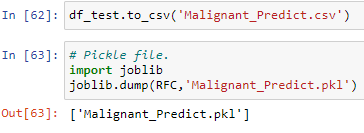 In [62]: df_test.to_csv('Malignant_Predict.csv')
In [63]: # Pickle file.
import joblib
joblib.dump(RFC,'Malignant_Predict.pkl')
Out[63]: ['Malignant_Predict.pkl']